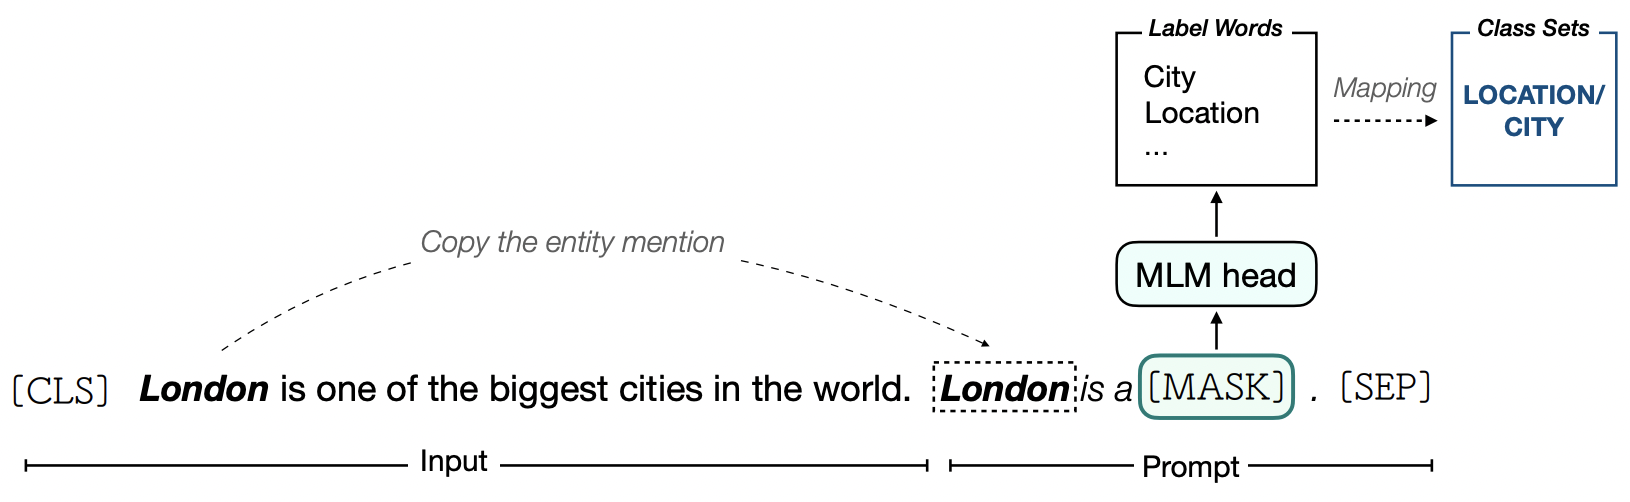 Label Words
Class Sets
City
Location
...
Mapping
LOCATION/
CITY
Copy the entity mention
MLM head
[CLS] London is one of the biggest cities in the world. London is a [MASK] . [SEP]
Input
Prompt